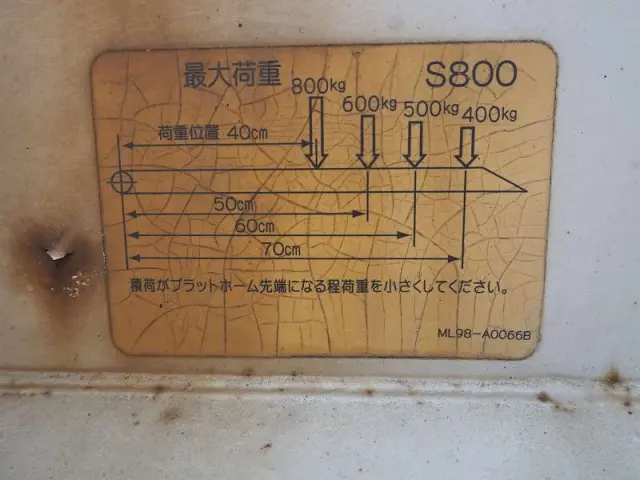 最大荷重 S800
800kg
600kg
500kg
400kg
荷重位置 40cm
50cm
60cm
70cm
積荷がプラットホーム先端になる程荷重を小さくしてください。
ML98-A0066B